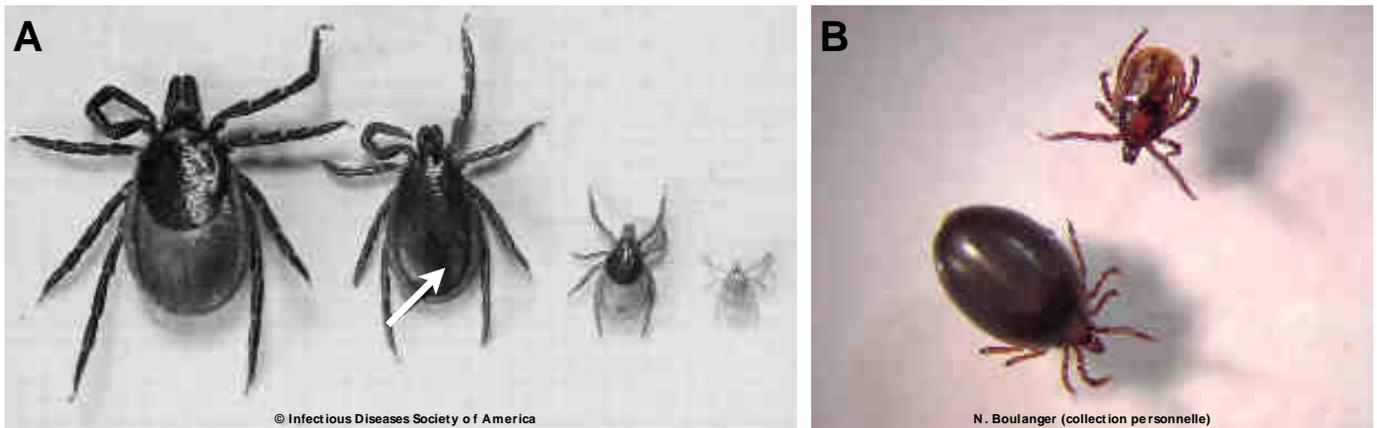 A
B
© Infectious Diseases Society of America
N. Boulanger (collection personnelle)